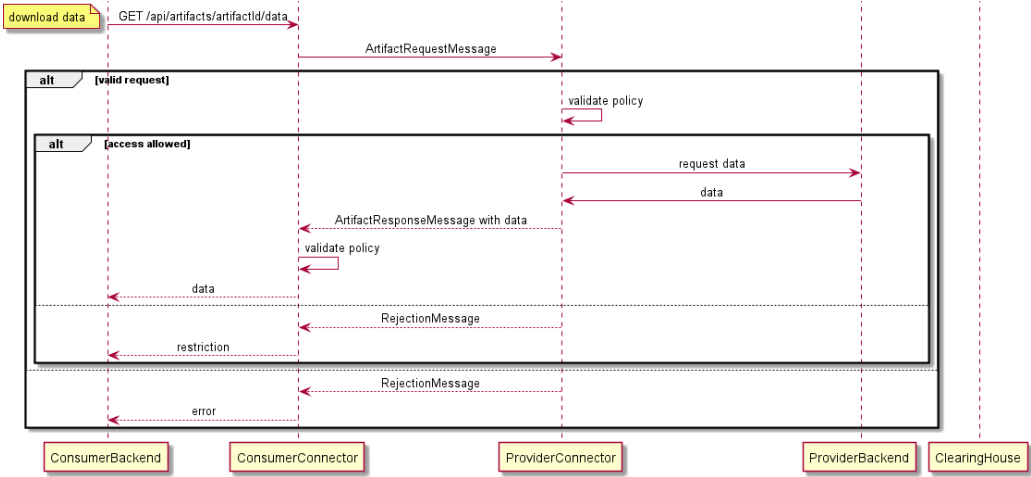 download data
GET /api/artifacts/artifactId/data
ArtifactRequestMessage
alt [valid request]
validate policy
alt [access allowed]
request data
data
ArtifactResponseMessage with data
validate policy
data
RejectionMessage
restriction
RejectionMessage
error
ConsumerBackend ConsumerConnector ProviderConnector ProviderBackend ClearingHouse